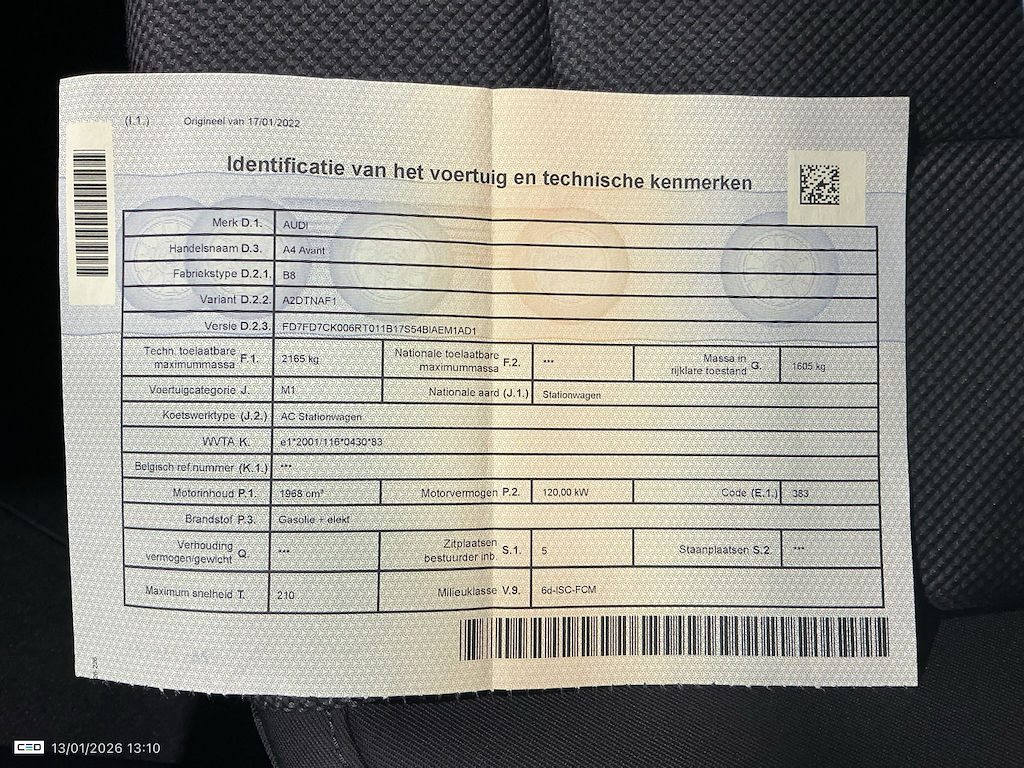 (I.1.) Origineel van 17/01/2022
Identificatie van het voertuig en technische kenmerken
Merk D.1. AUDI
Handelsnaam D.3. A4 Avant
Fabriekstype D.2.1. B8
Variant D.2.2. A2DTNAF1
Versie D.2.3. FD7FD7CK006RT011B17S54BIAEM1AD1
Techn. toelaatbare maximummassa F.1. 2165 kg Nationale toelaatbare maximummassa F.2. *** Massa in rijklare toestand G. 1605 kg
Voertuigcategorie J. M1 Nationale aard (J.1.) Stationwagen
Koetswerktype (J.2.) AC Stationwagen
WVTA K. e1*2001/116*0430*83
Belgisch ref.nummer (K.1.) ***
Motorinhoud P.1. 1968 cm³ Motorvermogen P.2. 120,00 kW Code (E.1.) 383
Brandstof P.3. Gasolie + elekt
Verhouding vermogen/gewicht Q. *** Zitplaatsen bestuurder inb. S.1. 5 Staanplaatsen S.2. ***
Maximum snelheid T. 210 Milieuklasse V.9. 6d-ISC-FCM
CEO 13/01/2026 13:10